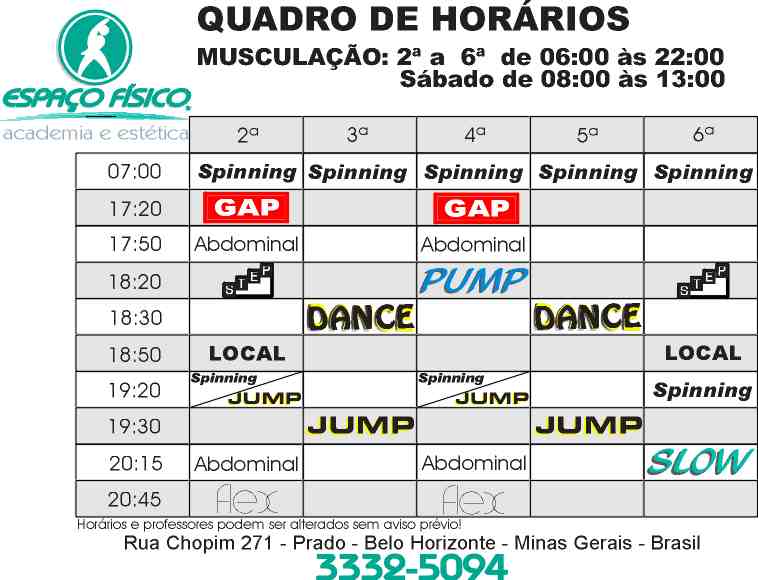 QUADRO DE HORÁRIOS
MUSCULAÇÃO: 2ª a 6ª de 06:00 às 22:00
Sábado de 08:00 às 13:00
ESPAÇO FÍSICO
academia e estética
2ª 3ª 4ª 5ª 6ª
07:00 Spinning Spinning Spinning Spinning Spinning
17:20 GAP GAP
17:50 Abdominal Abdominal
18:20 STEP PUMP STEP
18:30 DANCE DANCE
18:50 LOCAL LOCAL
19:20 Spinning JUMP Spinning JUMP Spinning
19:30 JUMP JUMP
20:15 Abdominal Abdominal SLOW
20:45 flex flex
Horários e professores podem ser alterados sem aviso prévio!
Rua Chopim 271 - Prado - Belo Horizonte - Minas Gerais - Brasil
3332-5094